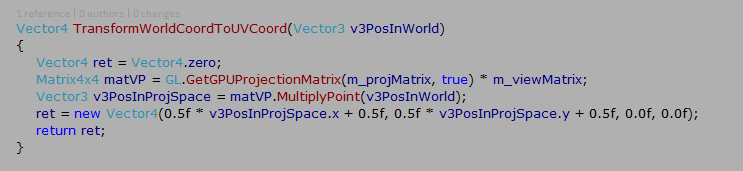 1 reference | 0 authors | 0 changes
Vector4 TransformWorldCoordToUVCoord(Vector3 v3PosInWorld)
{
Vector4 ret = Vector4.zero;
Matrix4x4 matVP = GL.GetGPUProjectionMatrix(m_projMatrix, true) * m_viewMatrix;
Vector3 v3PosInProjSpace = matVP.MultiplyPoint(v3PosInWorld);
ret = new Vector4(0.5f * v3PosInProjSpace.x + 0.5f, 0.5f * v3PosInProjSpace.y + 0.5f, 0.0f, 0.0f);
return ret;
}